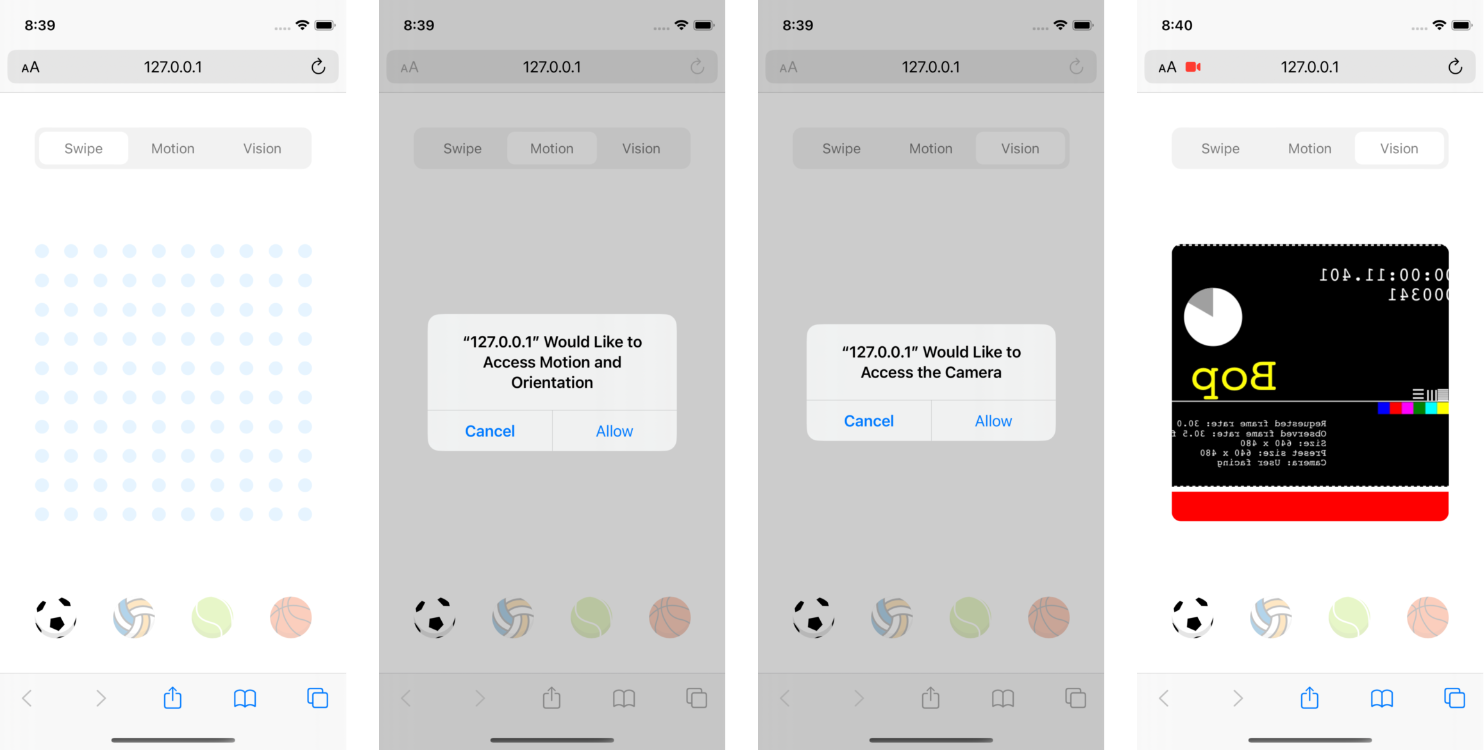 8:39
AA 127.0.0.1
Swipe Motion Vision
8:39
AA 127.0.0.1
Swipe Motion Vision
“127.0.0.1” Would Like to
Access Motion and
Orientation
Cancel Allow
8:39
AA 127.0.0.1
Swipe Motion Vision
“127.0.0.1” Would Like to
Access the Camera
Cancel Allow
8:40
AA 127.0.0.1
Swipe Motion Vision
00:00:11.401
000341
Bop
Requested frame rate: 30.0
Observed frame rate: 30.5 f
Size: 640 x 480
Preset size: 640 x 480
Camera: User facing